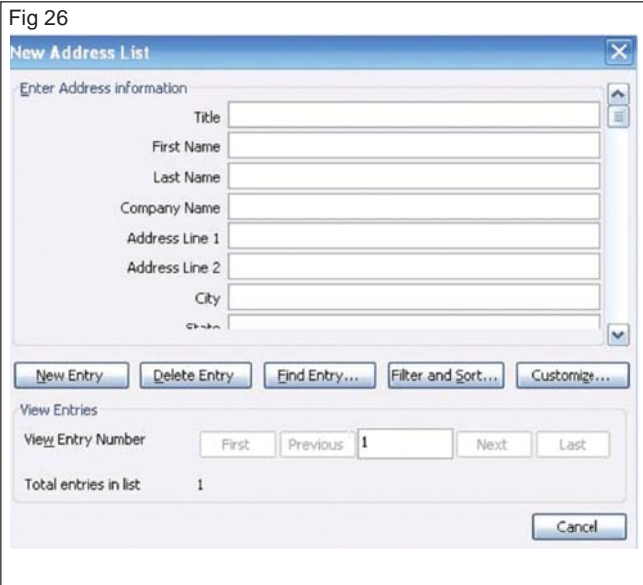 Fig 26
New Address List
Enter Address information
Title
First Name
Last Name
Company Name
Address Line 1
Address Line 2
City
State
New Entry Delete Entry Find Entry... Filter and Sort... Customize...
View Entries
View Entry Number First Previous 1 Next Last
Total entries in list 1
Cancel